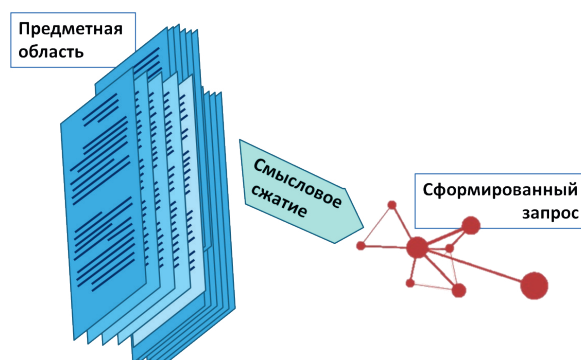 Предметная
область
Смысловое
сжатие
Сформированный
запрос